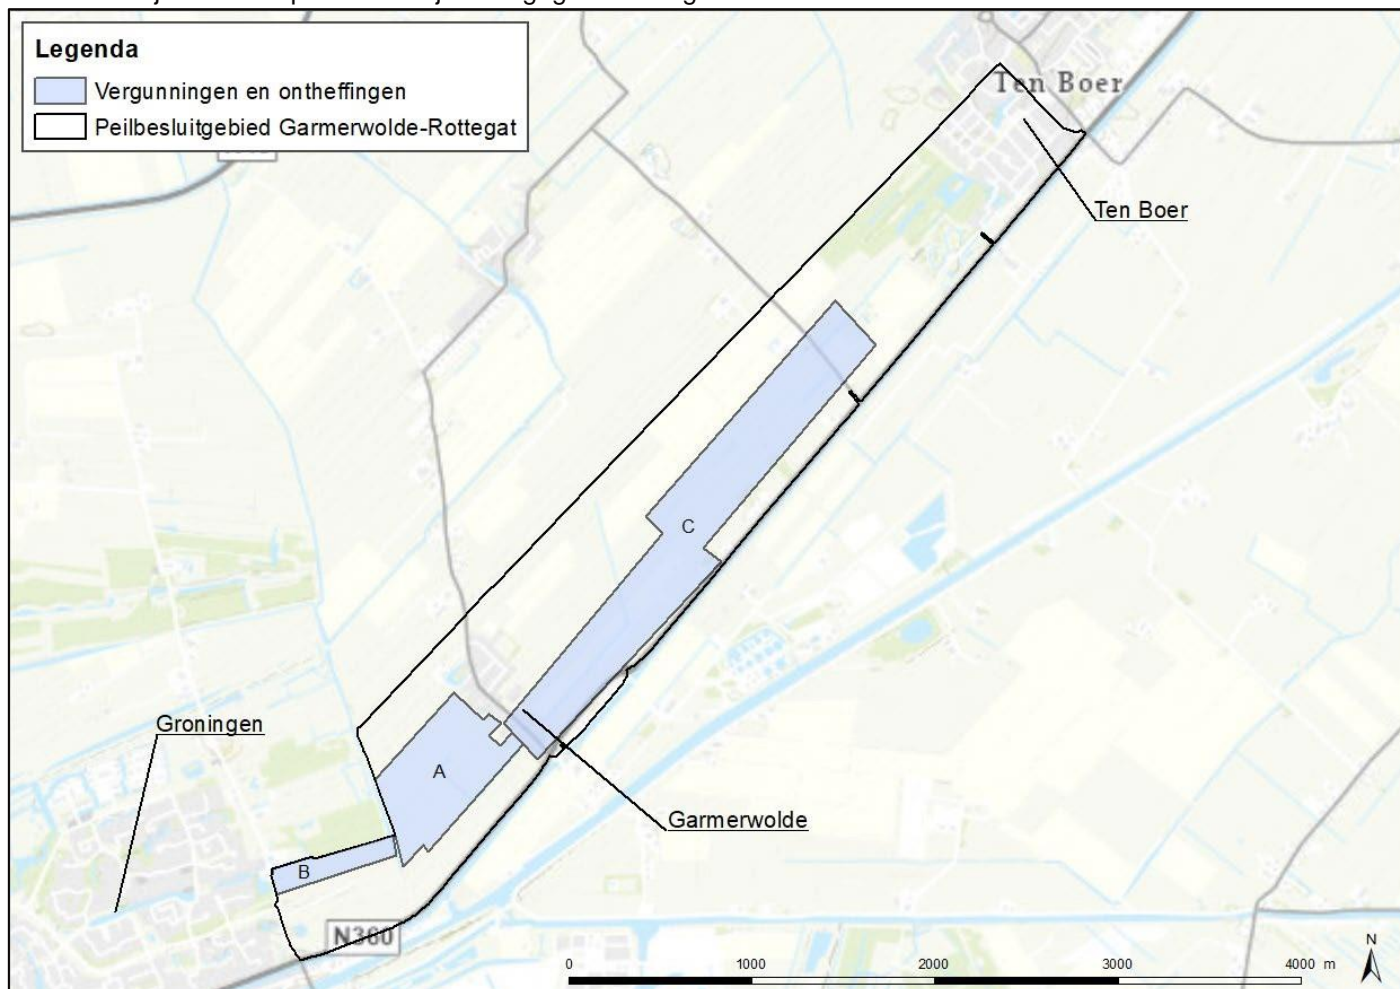 Legenda
Vergunningen en ontheffingen
Peilbesluitgebied Garmerwolde-Rottegat
Ten Boer
Ten Boer
C
Groningen
A
Garmerwolde
B
N360
N
0 1000 2000 3000 4000 m